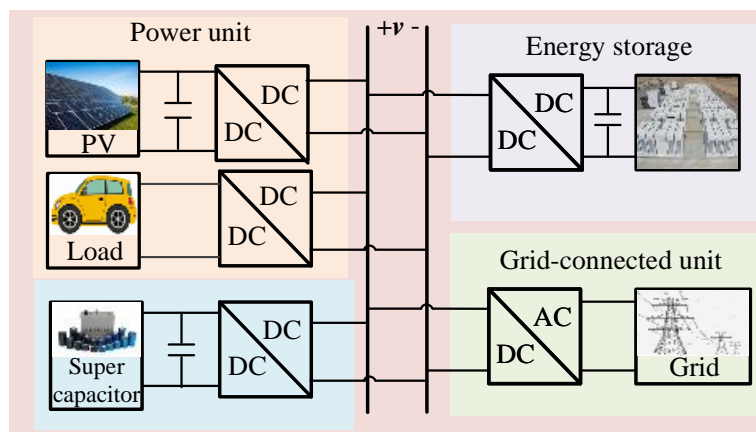 Power unit
+v -
Energy storage
DC
DC
PV
DC
DC
DC
DC
Load
Grid-connected unit
DC
DC
Super
capacitor
AC
DC
Grid